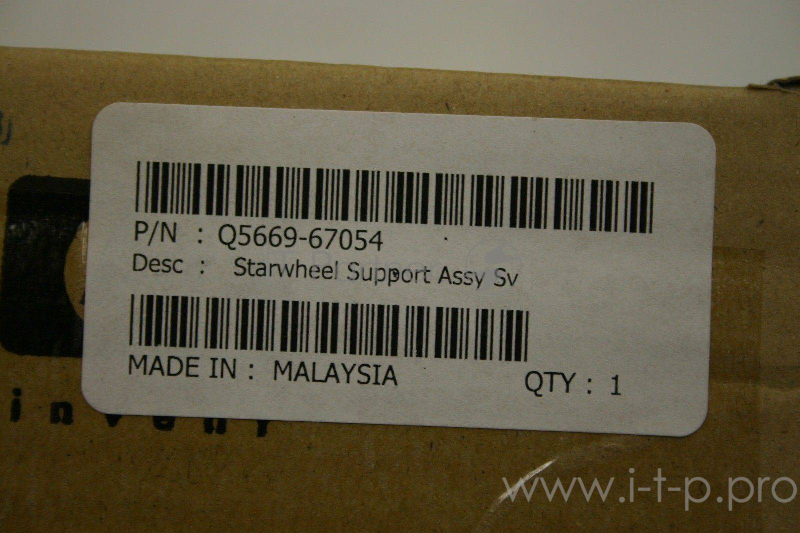 P/N : Q5669-67054
Desc : Starwheel Support Assy Sv
MADE IN : MALAYSIA
QTY : 1
invent
www.i-t-p.pro